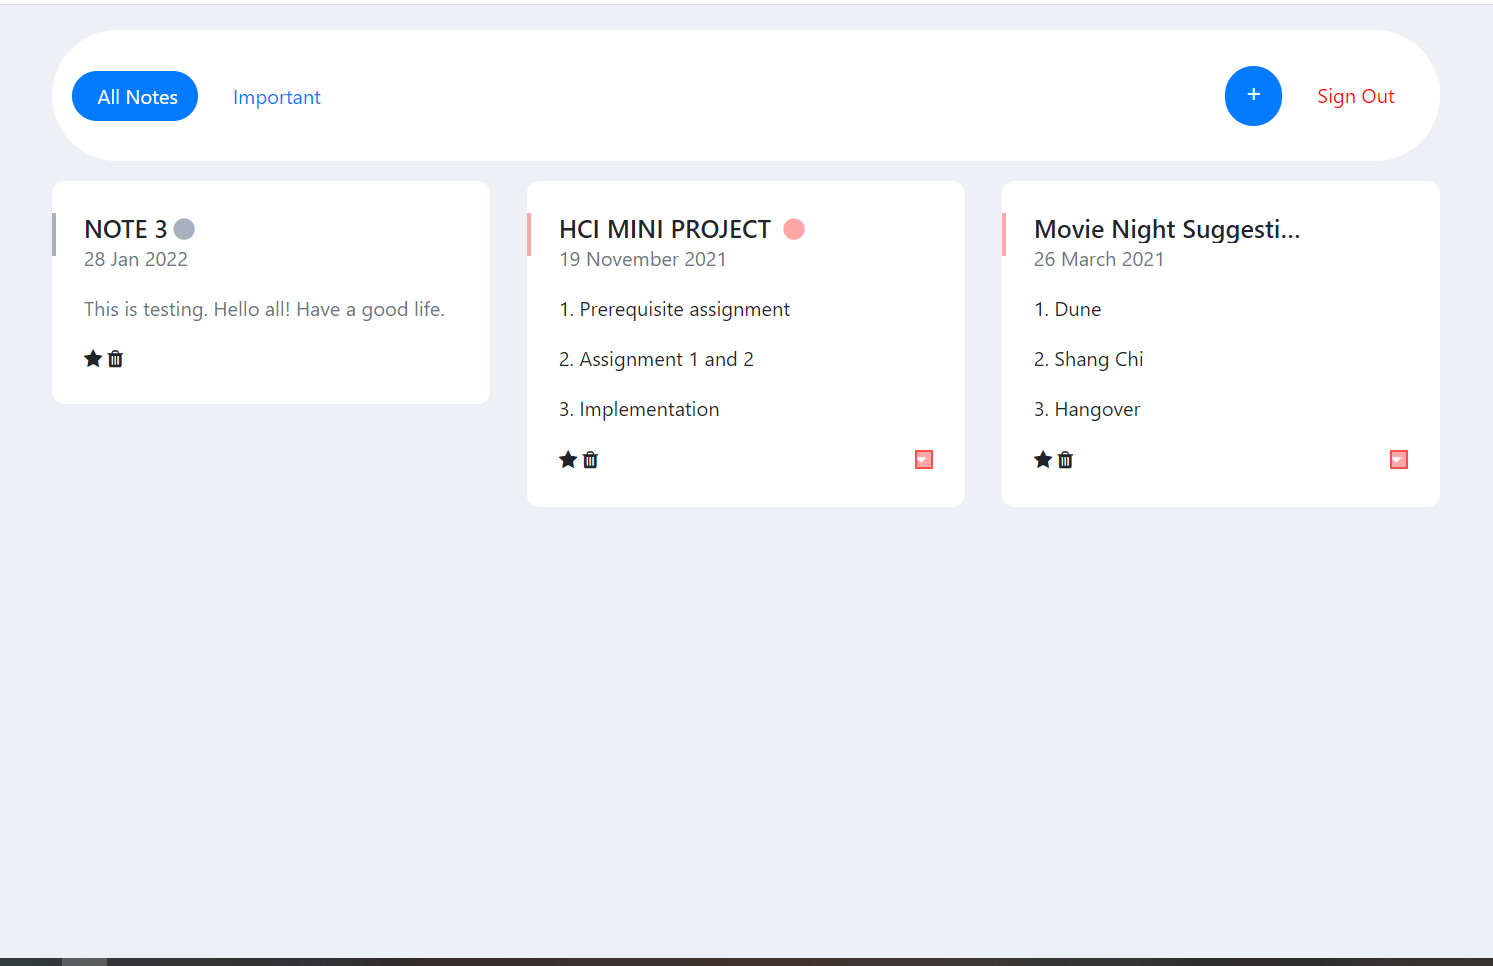 All Notes
Important
+
Sign Out
NOTE 3
28 Jan 2022
This is testing. Hello all! Have a good life.
HCI MINI PROJECT
19 November 2021
1. Prerequisite assignment
2. Assignment 1 and 2
3. Implementation
Movie Night Suggesti...
26 March 2021
1. Dune
2. Shang Chi
3. Hangover